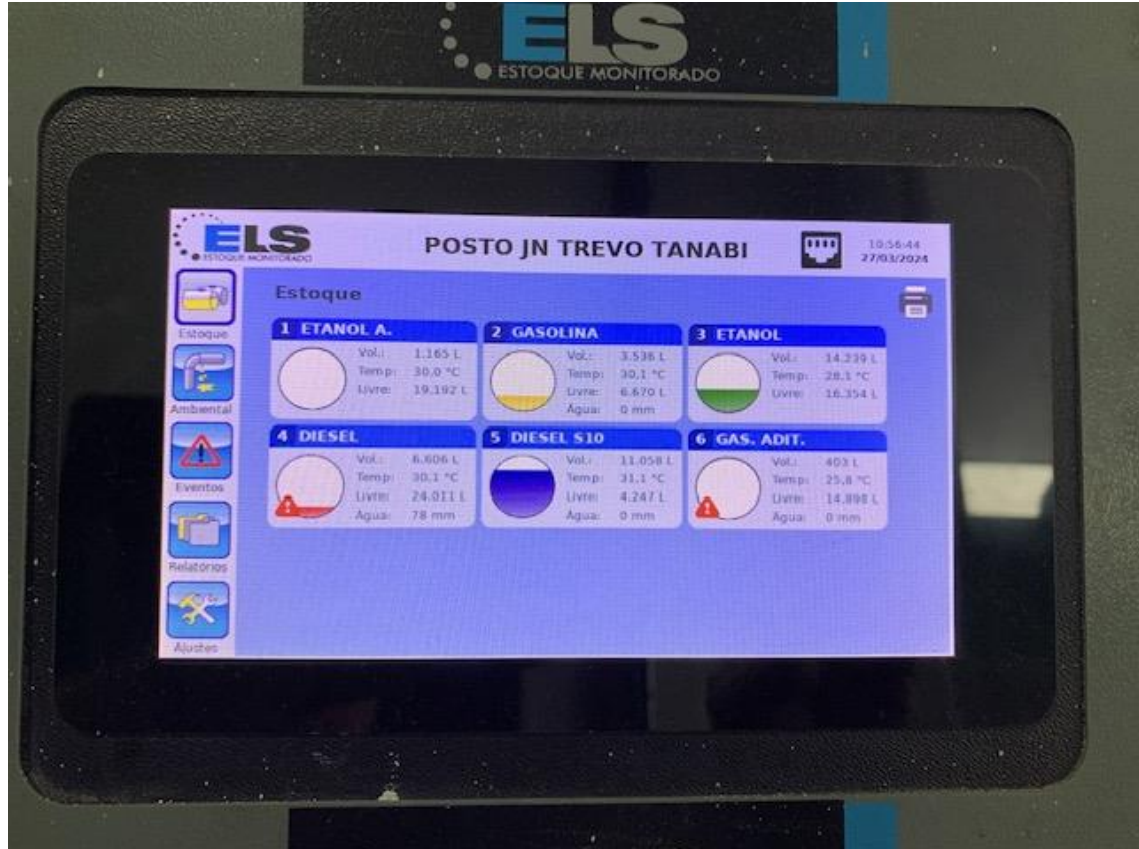 ELS
ESTOQUE MONITORADO
ELS
ESTOQUE MONITORADO
POSTO JN TREVO TANABI
10:56:44
27/03/2024
Estoque
Estoque
Ambiental
Eventos
Relatórios
Ajustes
1 ETANOL A.
Vol.: 1.165 L
Temp: 30,0 °C
Livre: 19.192 L
2 GASOLINA
Vol.: 3.536 L
Temp: 30,1 °C
Livre: 6.670 L
Água: 0 mm
3 ETANOL
Vol.: 14.239 L
Temp: 28,1 °C
Livre: 16.354 L
4 DIESEL
Vol.: 6.606 L
Temp: 30,1 °C
Livre: 24.011 L
Água: 78 mm
5 DIESEL S10
Vol.: 11.058 L
Temp: 31,1 °C
Livre: 4.247 L
Água: 0 mm
6 GAS. ADIT.
Vol.: 403 L
Temp: 25,8 °C
Livre: 14.898 L
Água: 0 mm